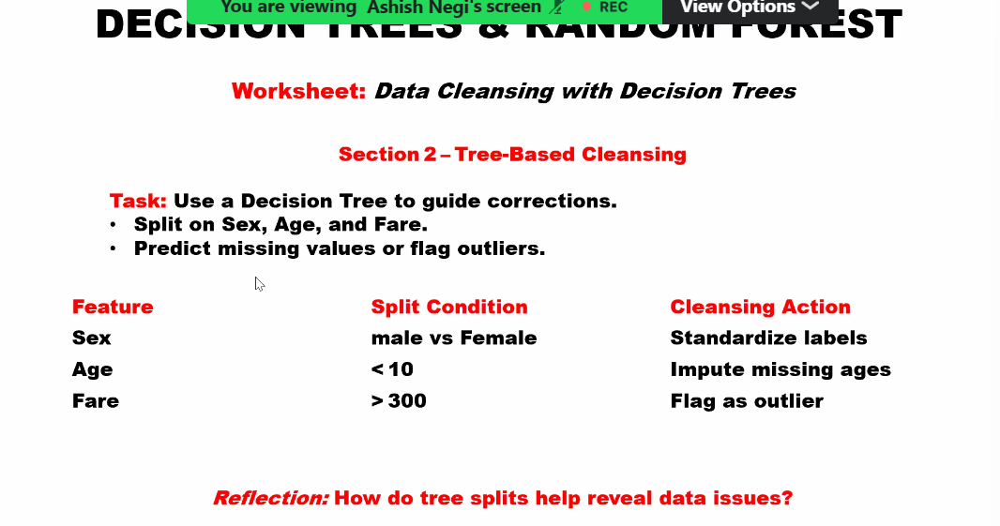 You are viewing Ashish Negi's screen REC View Options
DECISION TREES & RANDOM FOREST
Worksheet: Data Cleansing with Decision Trees
Section 2 – Tree-Based Cleansing
Task: Use a Decision Tree to guide corrections.
• Split on Sex, Age, and Fare.
• Predict missing values or flag outliers.
Feature Split Condition Cleansing Action
Sex male vs Female Standardize labels
Age < 10 Impute missing ages
Fare > 300 Flag as outlier
Reflection: How do tree splits help reveal data issues?